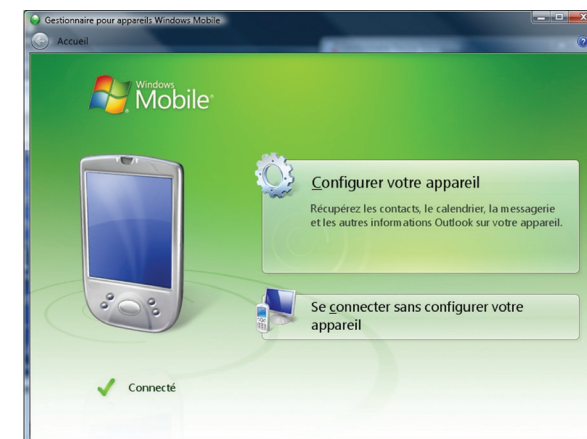 Gestionnaire pour appareils Windows Mobile
Accueil
Windows
Mobile®
Configurer votre appareil
Récupérez les contacts, le calendrier, la messagerie
et les autres informations Outlook sur votre appareil.
Se connecter sans configurer votre
appareil
Connecté